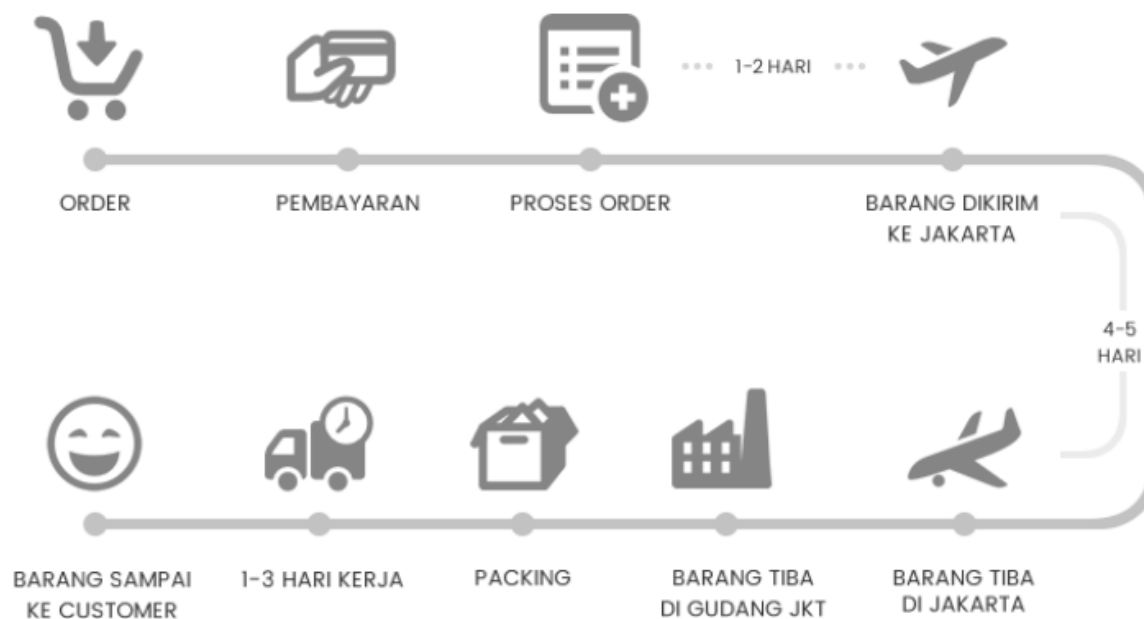 1-2 HARI
ORDER
PEMBAYARAN
PROSES ORDER
BARANG DIKIRIM
KE JAKARTA
4-5
HARI
BARANG TIBA
DI JAKARTA
BARANG TIBA
DI GUDANG JKT
PACKING
1-3 HARI KERJA
BARANG SAMPAI
KE CUSTOMER